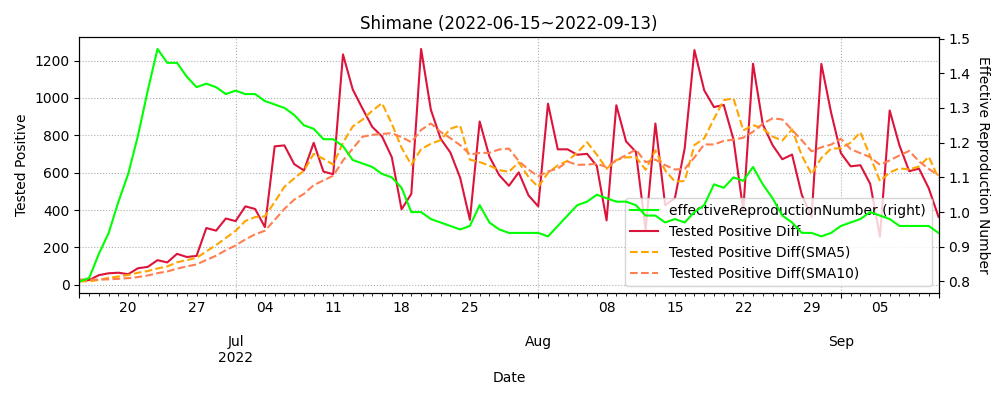 Shimane (2022-06-15~2022-09-13)
Tested Positive
0
200
400
600
800
1000
1200
0.8
0.9
1.0
1.1
1.2
1.3
1.4
1.5
Effective Reproduction Number
effectiveReproductionNumber (right)
Tested Positive Diff
Tested Positive Diff(SMA5)
Tested Positive Diff(SMA10)
20 27 04 11 18 25 08 15 22 29 05
Jul Aug Sep
2022
Date